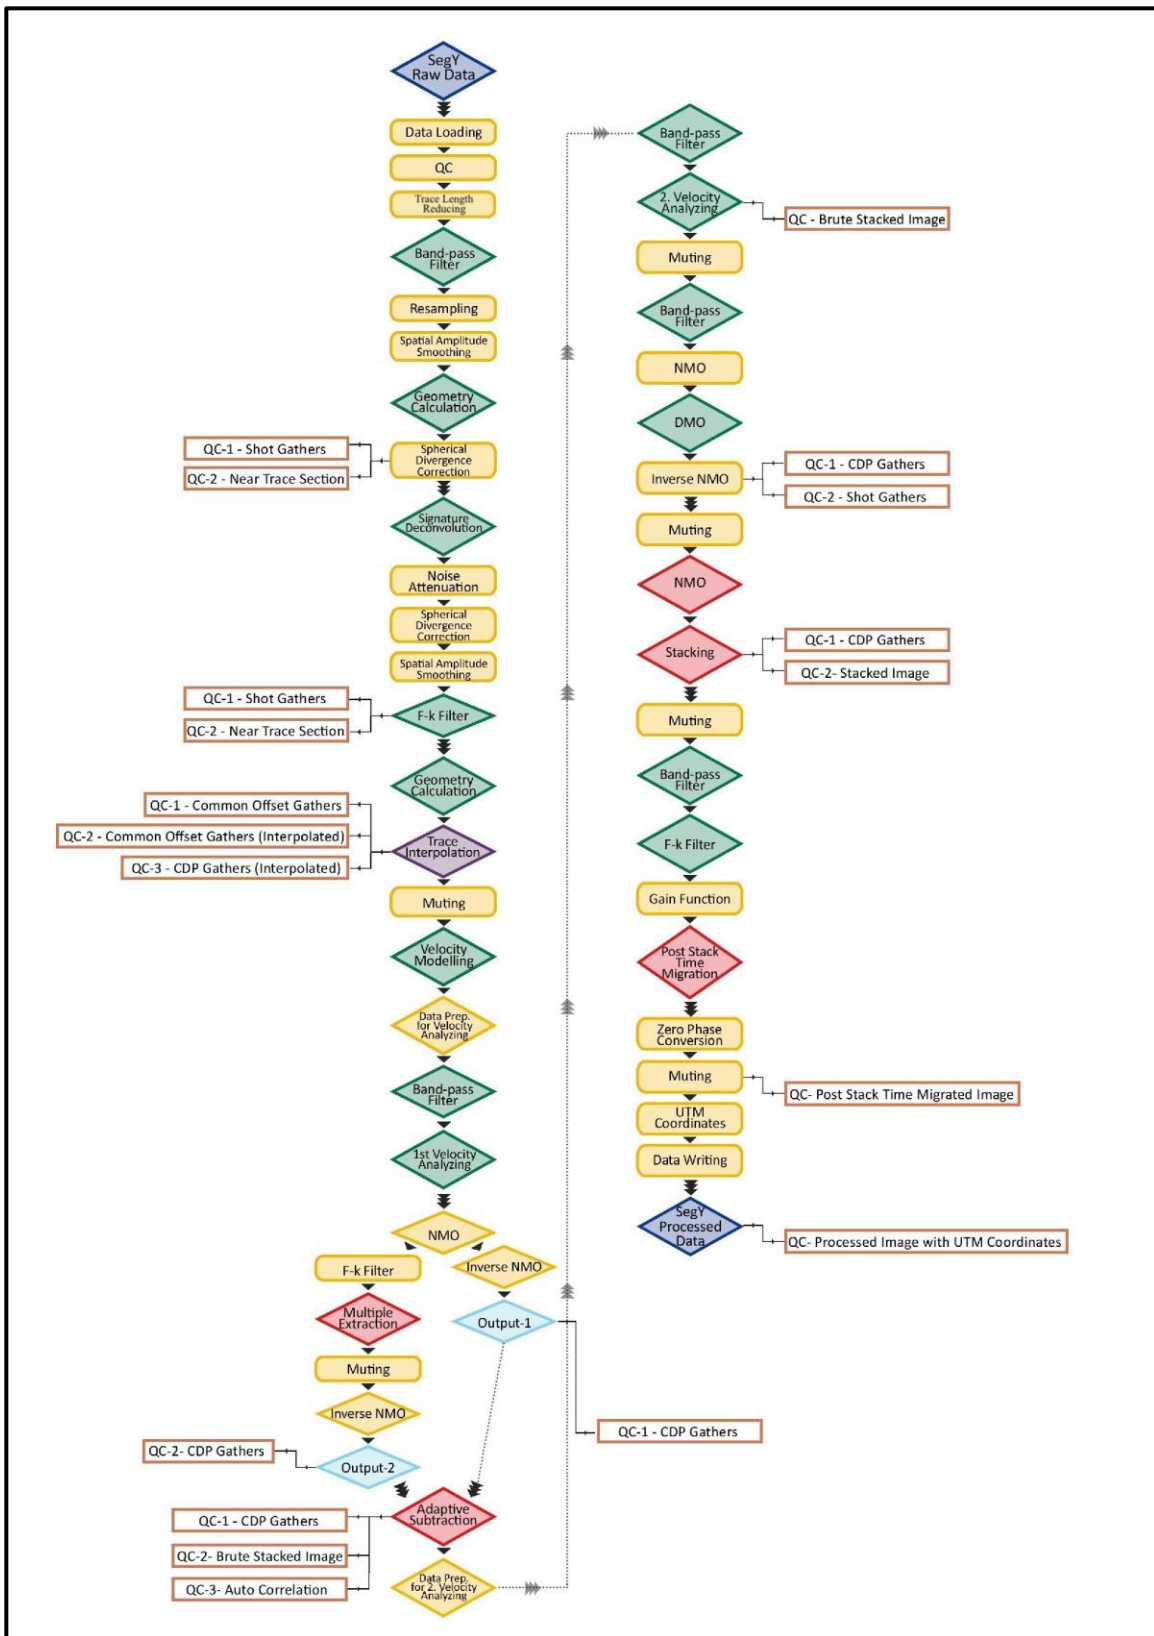 SegY
Raw Data
Data Loading
QC
Trace Length
Reducing
Band-pass
Filter
Resampling
Spatial Amplitude
Smoothing
Geometry
Calculation
Spherical
Divergence
Correction
QC-1 - Shot Gathers
QC-2 - Near Trace Section
Signature
Deconvolution
Noise
Attenuation
Spherical
Divergence
Correction
Spatial Amplitude
Smoothing
F-k Filter
QC-1 - Shot Gathers
QC-2 - Near Trace Section
Geometry
Calculation
Trace
Interpolation
QC-1 - Common Offset Gathers
QC-2 - Common Offset Gathers (Interpolated)
QC-3 - CDP Gathers (Interpolated)
Muting
Velocity
Modelling
Data Prep.
for Velocity
Analyzing
Band-pass
Filter
1st Velocity
Analyzing
NMO
F-k Filter
Multiple
Extraction
Muting
Inverse NMO
Output-2
QC-2- CDP Gathers
Inverse NMO
Output-1
QC-1 - CDP Gathers
Adaptive
Subtraction
QC-1 - CDP Gathers
QC-2- Brute Stacked Image
QC-3- Auto Correlation
Data Prep.
for 2. Velocity
Analyzing
Band-pass
Filter
2. Velocity
Analyzing
QC - Brute Stacked Image
Muting
Band-pass
Filter
NMO
DMO
Inverse NMO
QC-1 - CDP Gathers
QC-2 - Shot Gathers
Muting
NMO
Stacking
QC-1 - CDP Gathers
QC-2- Stacked Image
Muting
Band-pass
Filter
F-k Filter
Gain Function
Post Stack
Time
Migration
Zero Phase
Conversion
Muting
QC- Post Stack Time Migrated Image
UTM
Coordinates
Data Writing
SegY
Processed
Data
QC- Processed Image with UTM Coordinates